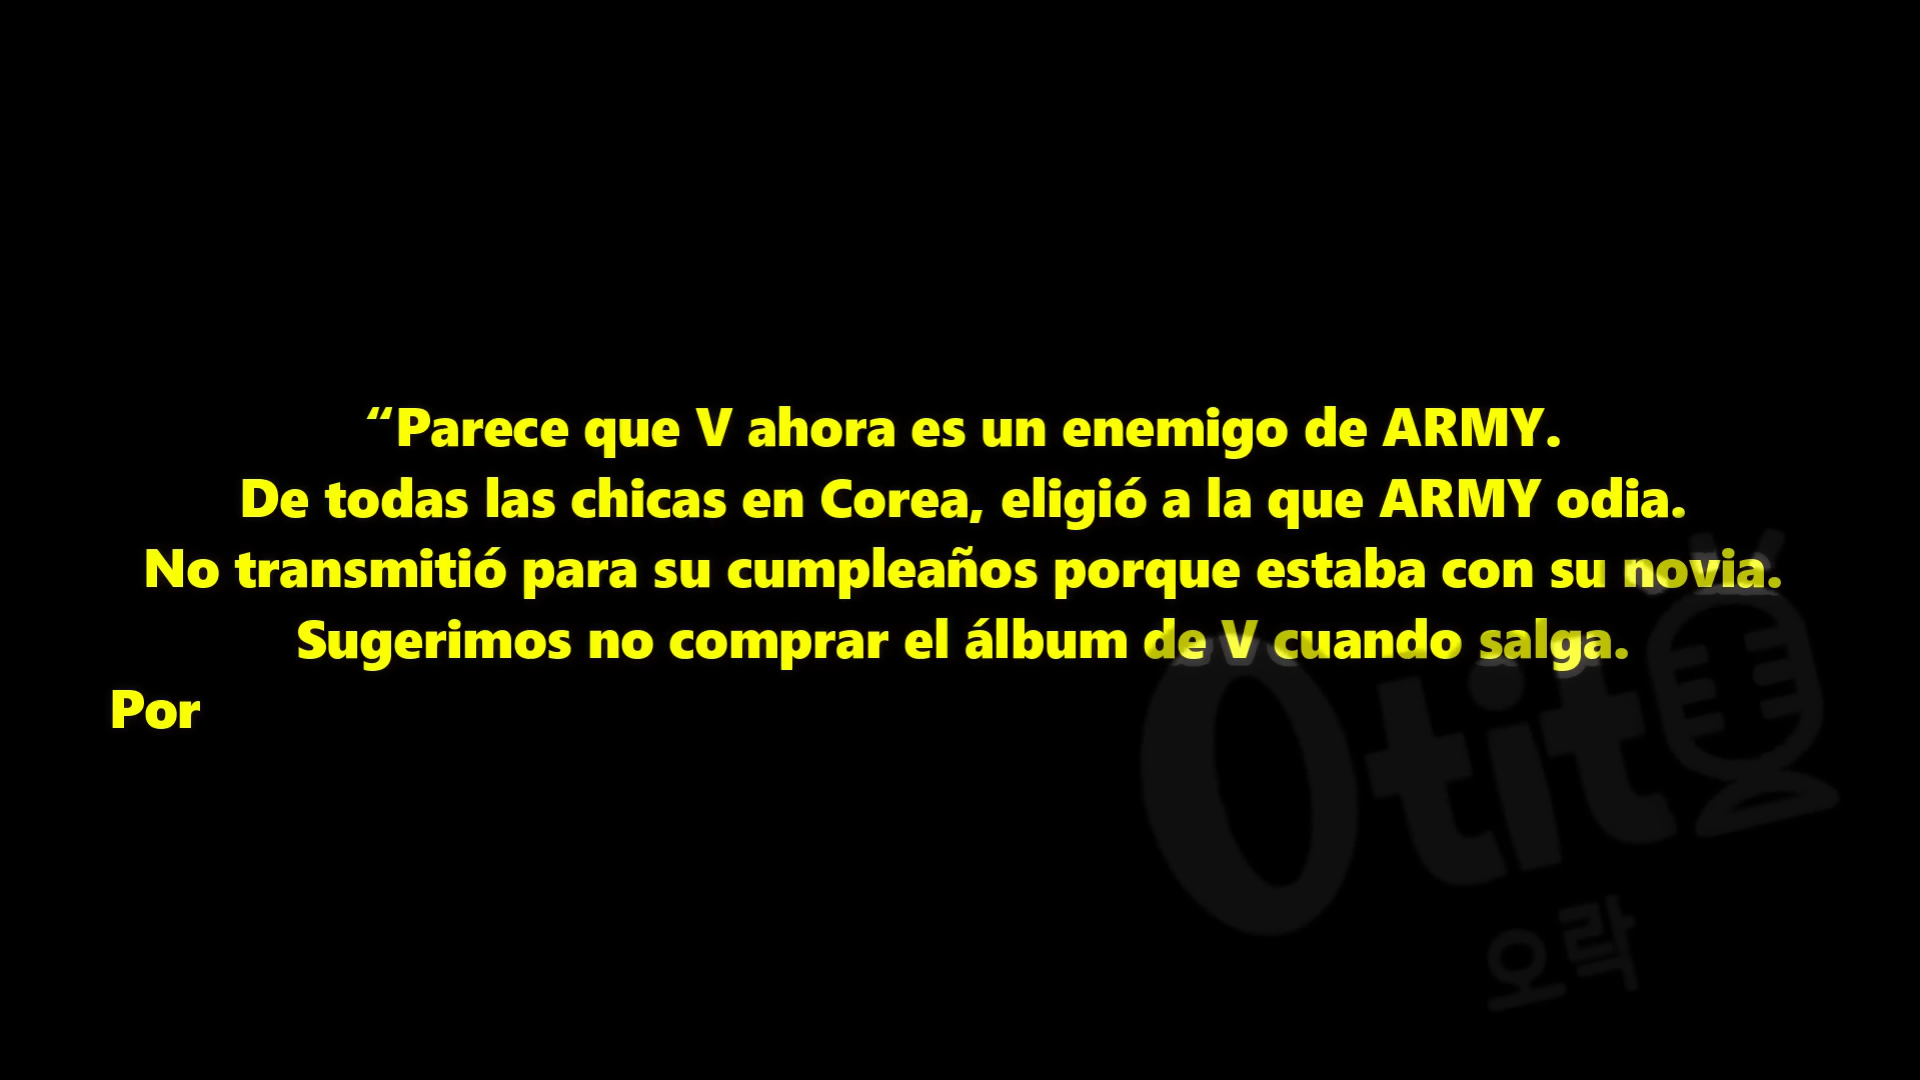 “Parece que V ahora es un enemigo de ARMY.
De todas las chicas en Corea, eligió a la que ARMY odia.
No transmitió para su cumpleaños porque estaba con su novia.
Sugerimos no comprar el álbum de V cuando salga.
Por
Otito
오락